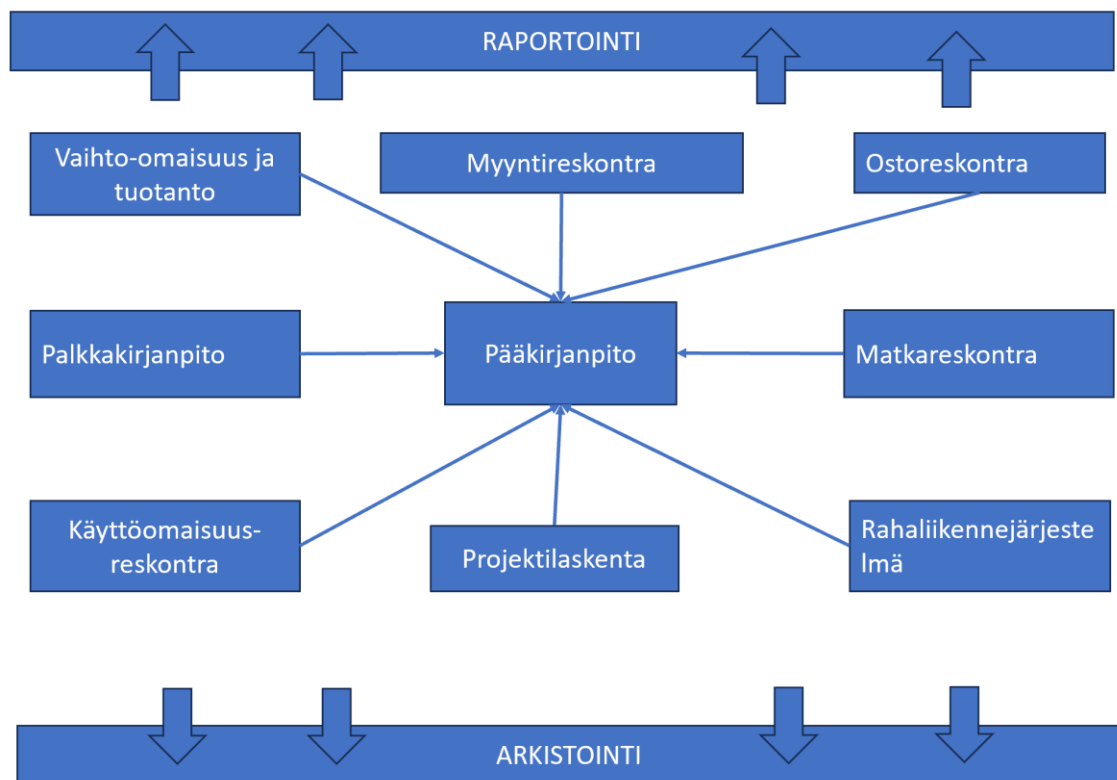 RAPORTOINTI
Vaihto-omaisuus ja
tuotanto
Myyntireskontra
Ostoreskontra
Palkkakirjanpito
Pääkirjanpito
Matkareskontra
Käyttöomaisuus-
reskontra
Projektilaskenta
Rahaliikennejärjeste
lmä
ARKISTOINTI